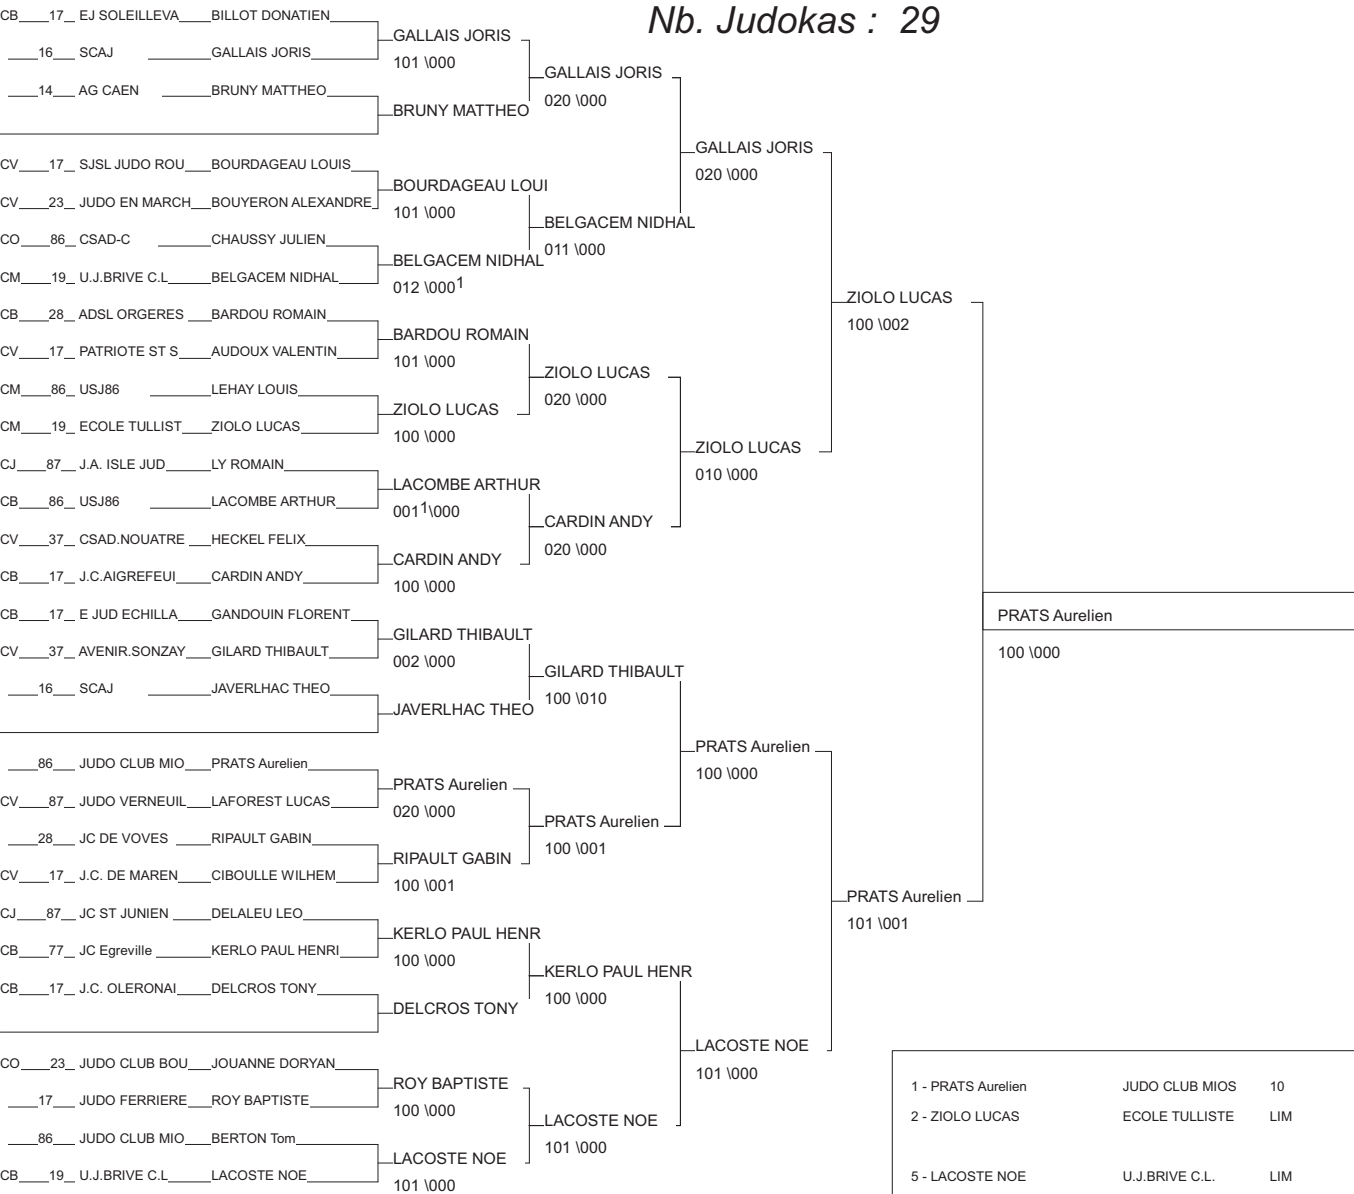 Nb. Judokas : 29
CB 17 EJ SOLEILLEVA BILLOT DONATIEN
16 SCAJ GALLAIS JORIS
14 AG CAEN BRUNY MATTHEO
CV 17 SJSL JUDO ROU BOURDAGEAU LOUIS
CV 23 JUDO EN MARCH BOUYERON ALEXANDRE
CO 86 CSAD-C CHAUSSY JULIEN
CM 19 U.J.BRIVE C.L BELGACEM NIDHAL
CB 28 ADSL ORGERES BARDOU ROMAIN
CV 17 PATRIOTE ST S AUDOUX VALENTIN
CM 86 USJ86 LEHAY LOUIS
CM 19 ECOLE TULLIST ZIOLO LUCAS
CJ 87 J.A. ISLE JUD LY ROMAIN
CB 86 USJ86 LACOMBE ARTHUR
CV 37 CSAD.NOUATRE HECKEL FELIX
CB 17 J.C.AIGREFEUI CARDIN ANDY
CB 17 E JUD ECHILLA GANDOUIN FLORENT
CV 37 AVENIR.SONZAY GILARD THIBAULT
16 SCAJ JAVERLHAC THEO
86 JUDO CLUB MIO PRATS Aurelien
CV 87 JUDO VERNEUIL LAFOREST LUCAS
28 JC DE VOVES RIPAULT GABIN
CV 17 J.C. DE MAREN CIBOULLE WILHEM
CJ 87 JC ST JUNIEN DELALEU LEO
CB 77 JC Egreville KERLO PAUL HENRI
CB 17 J.C. OLERONAI DELCROS TONY
CO 23 JUDO CLUB BOU JOUANNE DORYAN
17 JUDO FERRIERE ROY BAPTISTE
86 JUDO CLUB MIO BERTON Tom
CB 19 U.J.BRIVE C.L LACOSTE NOE
GALLAIS JORIS
101 \000
BRUNY MATTHEO
BOURDAGEAU LOUI
101 \000
BELGACEM NIDHAL
012 \000¹
BARDOU ROMAIN
101 \000
ZIOLO LUCAS
100 \000
LACOMBE ARTHUR
001¹\000
CARDIN ANDY
100 \000
GILARD THIBAULT
002 \000
JAVERLHAC THEO
PRATS Aurelien
020 \000
RIPAULT GABIN
100 \001
KERLO PAUL HENR
100 \000
DELCROS TONY
ROY BAPTISTE
100 \000
LACOSTE NOE
101 \000
GALLAIS JORIS
020 \000
BELGACEM NIDHAL
011 \000
ZIOLO LUCAS
020 \000
CARDIN ANDY
020 \000
GILARD THIBAULT
100 \010
PRATS Aurelien
100 \001
KERLO PAUL HENR
100 \000
LACOSTE NOE
101 \000
GALLAIS JORIS
020 \000
ZIOLO LUCAS
010 \000
PRATS Aurelien
100 \000
LACOSTE NOE
101 \000
ZIOLO LUCAS
100 \002
PRATS Aurelien
101 \001
PRATS Aurelien
100 \000
1 - PRATS Aurelien JUDO CLUB MIOS 10
2 - ZIOLO LUCAS ECOLE TULLISTE LIM
5 - LACOSTE NOE U.J.BRIVE C.L. LIM